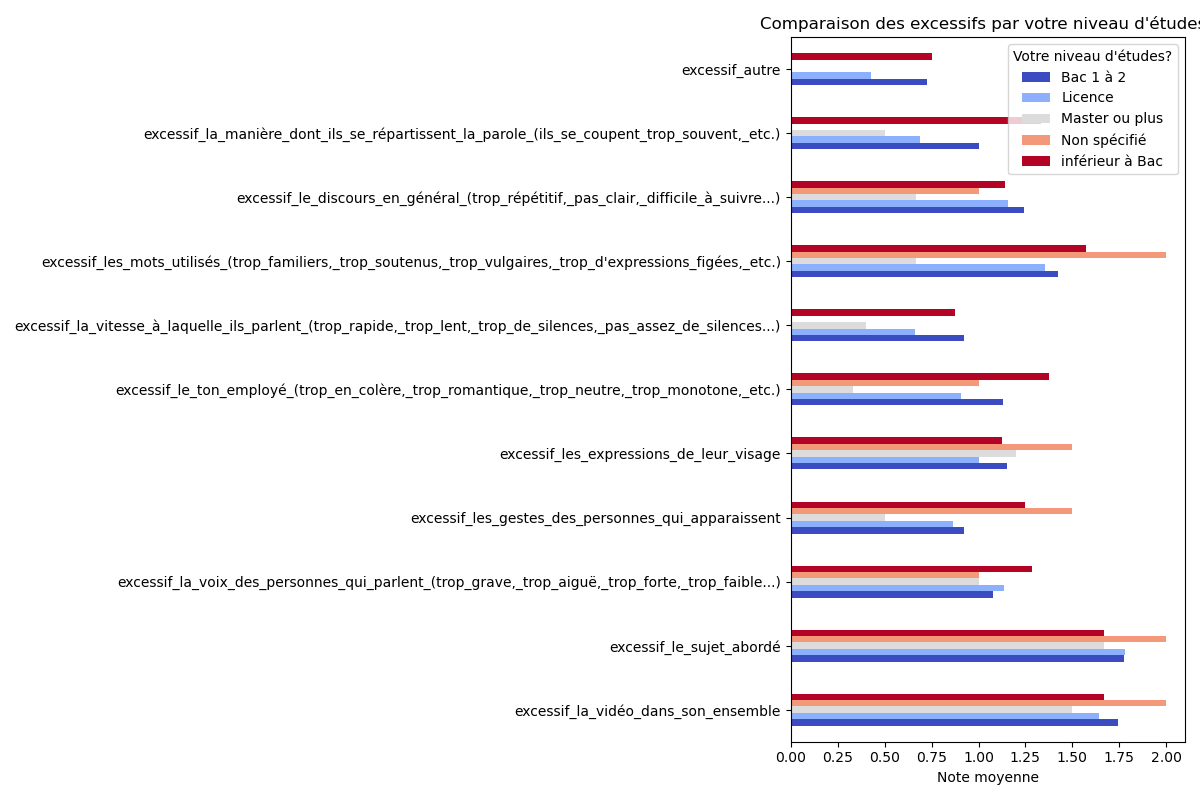 Comparaison des excessifs par votre niveau d'études
Votre niveau d'études?
Bac 1 à 2
Licence
Master ou plus
Non spécifié
inférieur à Bac
excessif_autre
excessif_la_manière_dont_ils_se_répartissent_la_parole_(ils_se_coupent_trop_souvent,_etc.)
excessif_le_discours_en_général_(trop_répétitif,_pas_clair,_difficile_à_suivre...)
excessif_les_mots_utilisés_(trop_familiers,_trop_soutenus,_trop_vulgaires,_trop_d'expressions_figées,_etc.)
excessif_la_vitesse_à_laquelle_ils_parlent_(trop_rapide,_trop_lent,_trop_de_silences,_pas_assez_de_silences...)
excessif_le_ton_employé_(trop_en_colère,_trop_romantique,_trop_neutre,_trop_monotone,_etc.)
excessif_les_expressions_de_leur_visage
excessif_les_gestes_des_personnes_qui_apparaissent
excessif_la_voix_des_personnes_qui_parlent_(trop_grave,_trop_aiguë,_trop_forte,_trop_faible...)
excessif_le_sujet_abordé
excessif_la_vidéo_dans_son_ensemble
0.00 0.25 0.50 0.75 1.00 1.25 1.50 1.75 2.00
Note moyenne